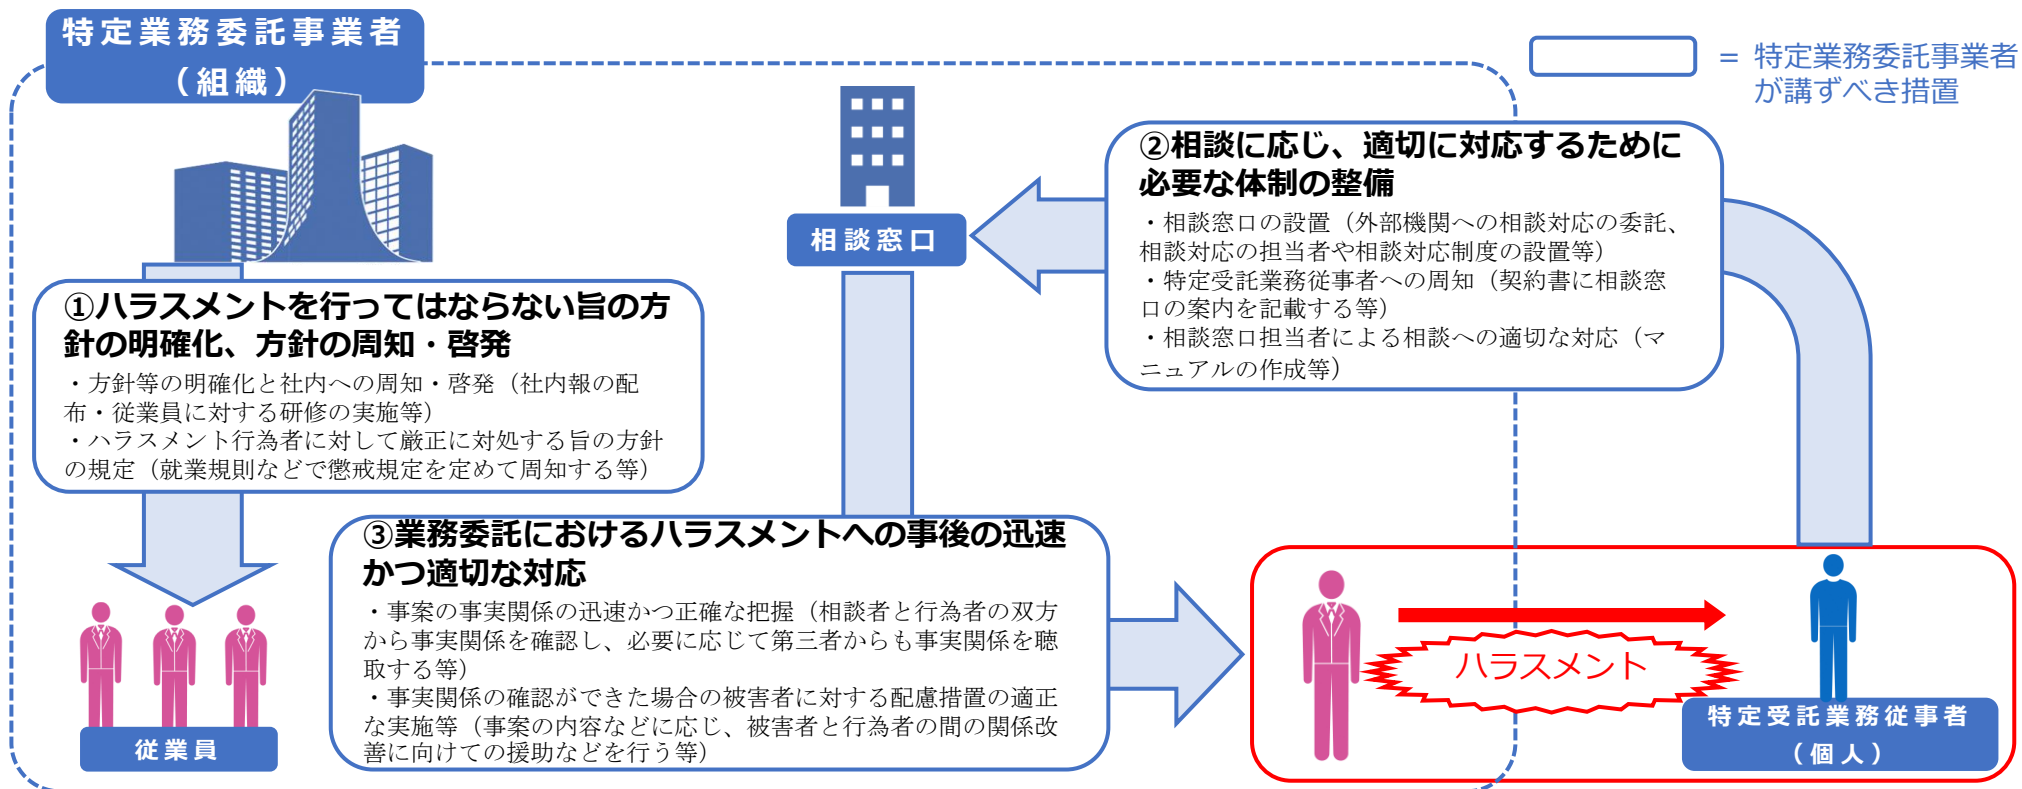 特定業務委託事業者
（組織）
= 特定業務委託事業者
が講ずべき措置
相談窓口
②相談に応じ、適切に対応するために
必要な体制の整備
・相談窓口の設置（外部機関への相談対応の委託、
相談対応の担当者や相談対応制度の設置等）
・特定受託業務従事者への周知（契約書に相談窓
口の案内を記載する等）
・相談窓口担当者による相談への適切な対応（マ
ニュアルの作成等）
①ハラスメントを行ってはならない旨の方
針の明確化、方針の周知・啓発
・方針等の明確化と社内への周知・啓発（社内報の配
布・従業員に対する研修の実施等）
・ハラスメント行為者に対して厳正に対処する旨の方針
の規定（就業規則などで懲戒規定を定めて周知する等）
従業員
③業務委託におけるハラスメントへの事後の迅速
かつ適切な対応
・事案の事実関係の迅速かつ正確な把握（相談者と行為者の双方
から事実関係を確認し、必要に応じて第三者からも事実関係を聴
取する等）
・事実関係の確認ができた場合の被害者に対する配慮措置の適正
な実施等（事案の内容などに応じ、被害者と行為者の間の関係改
善に向けての援助などを行う等）
ハラスメント
特定受託業務従事者
（個人）